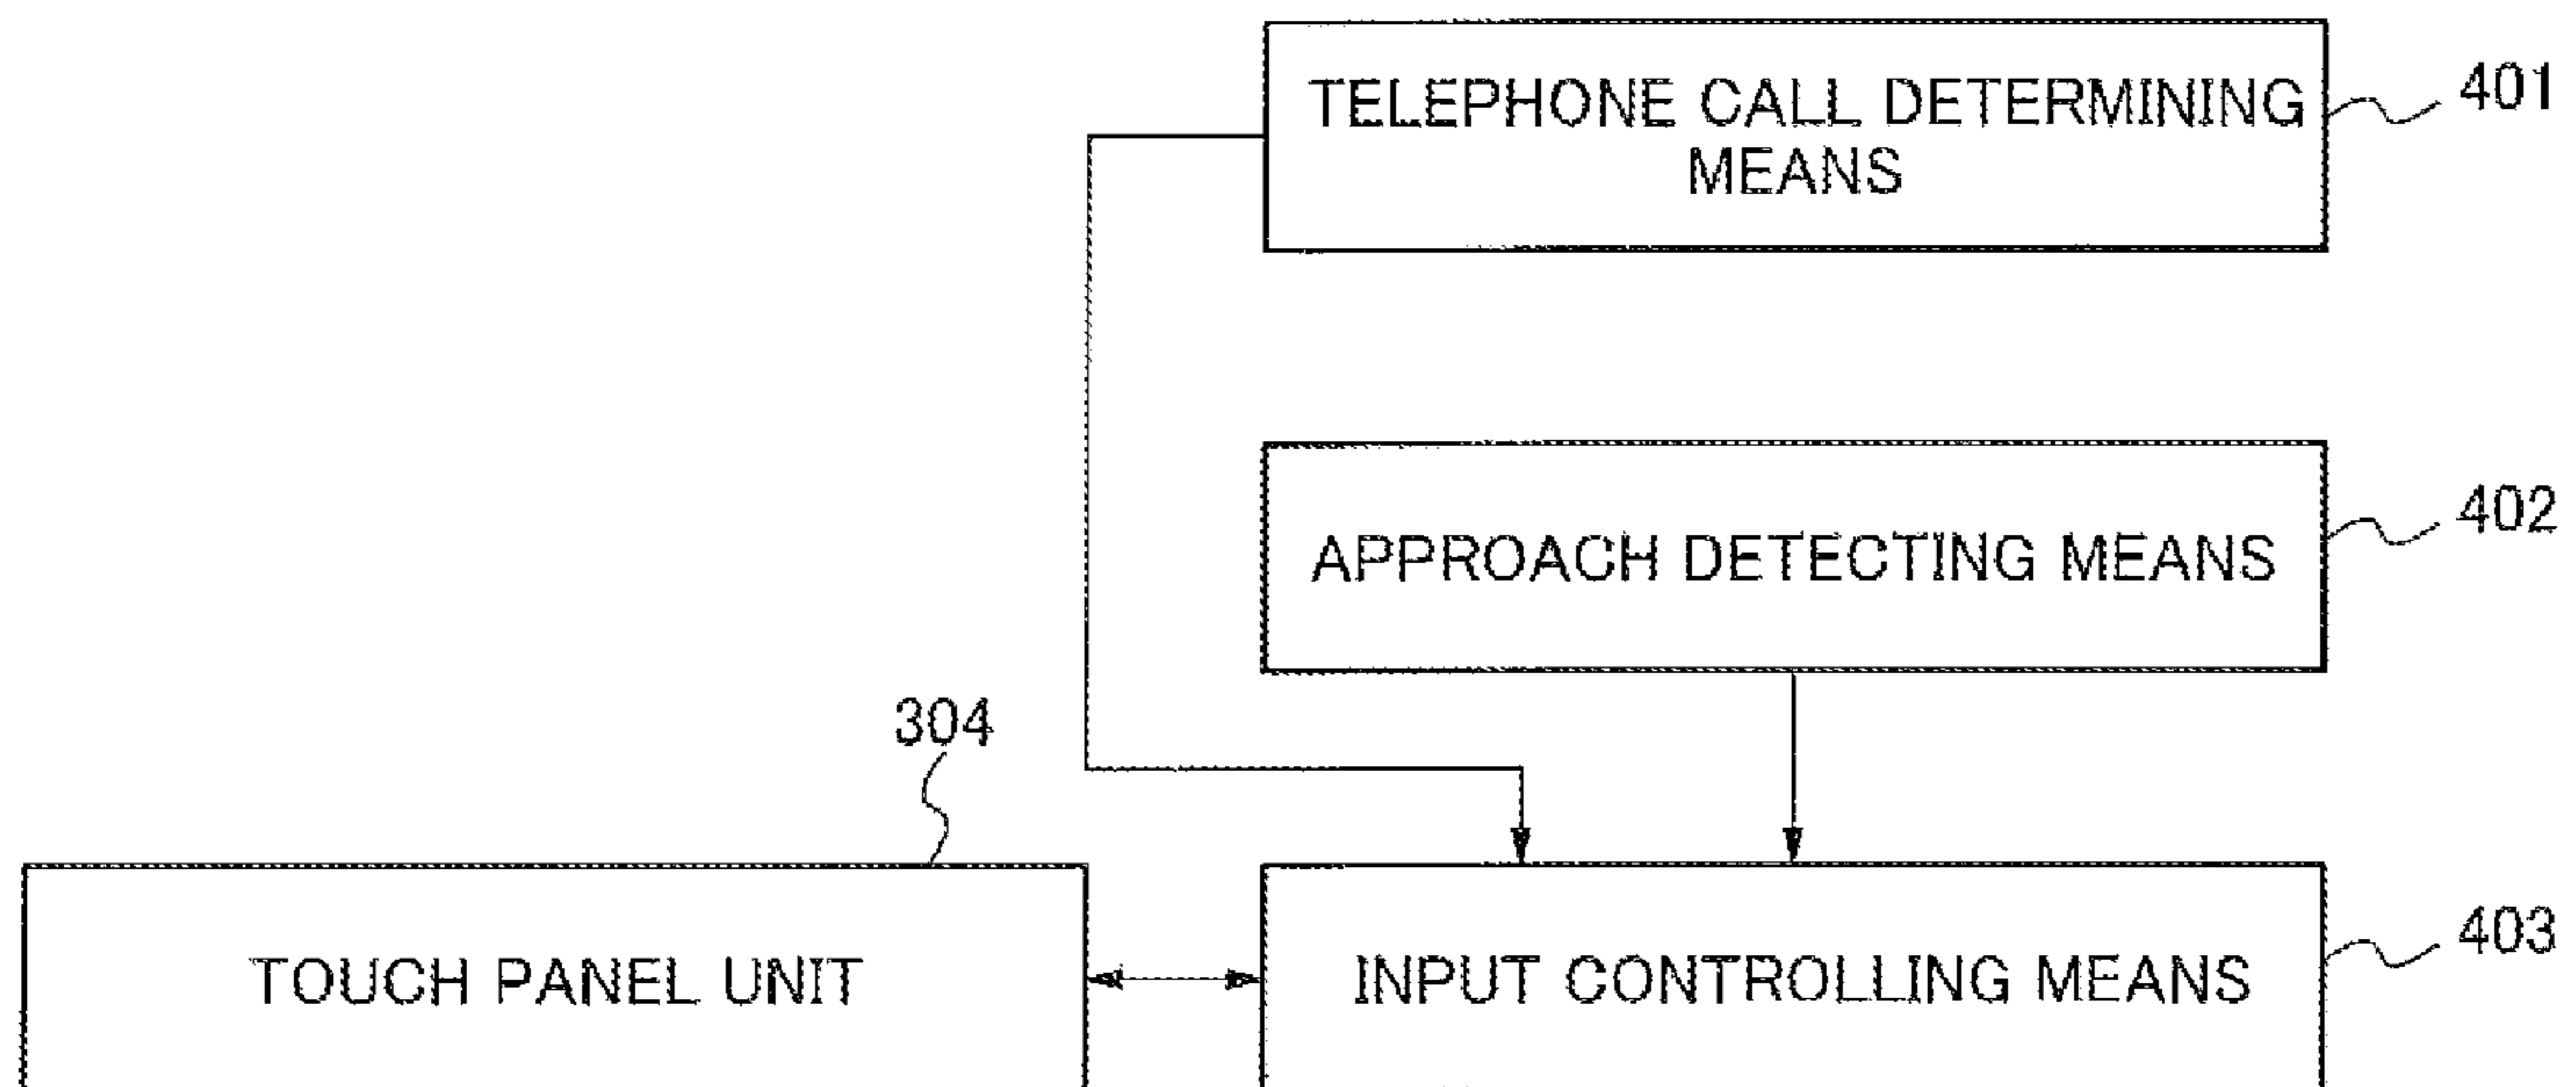 TELEPHONE CALL DETERMINING
MEANS
401
APPROACH DETECTING MEANS
402
304
TOUCH PANEL UNIT
INPUT CONTROLLING MEANS
403